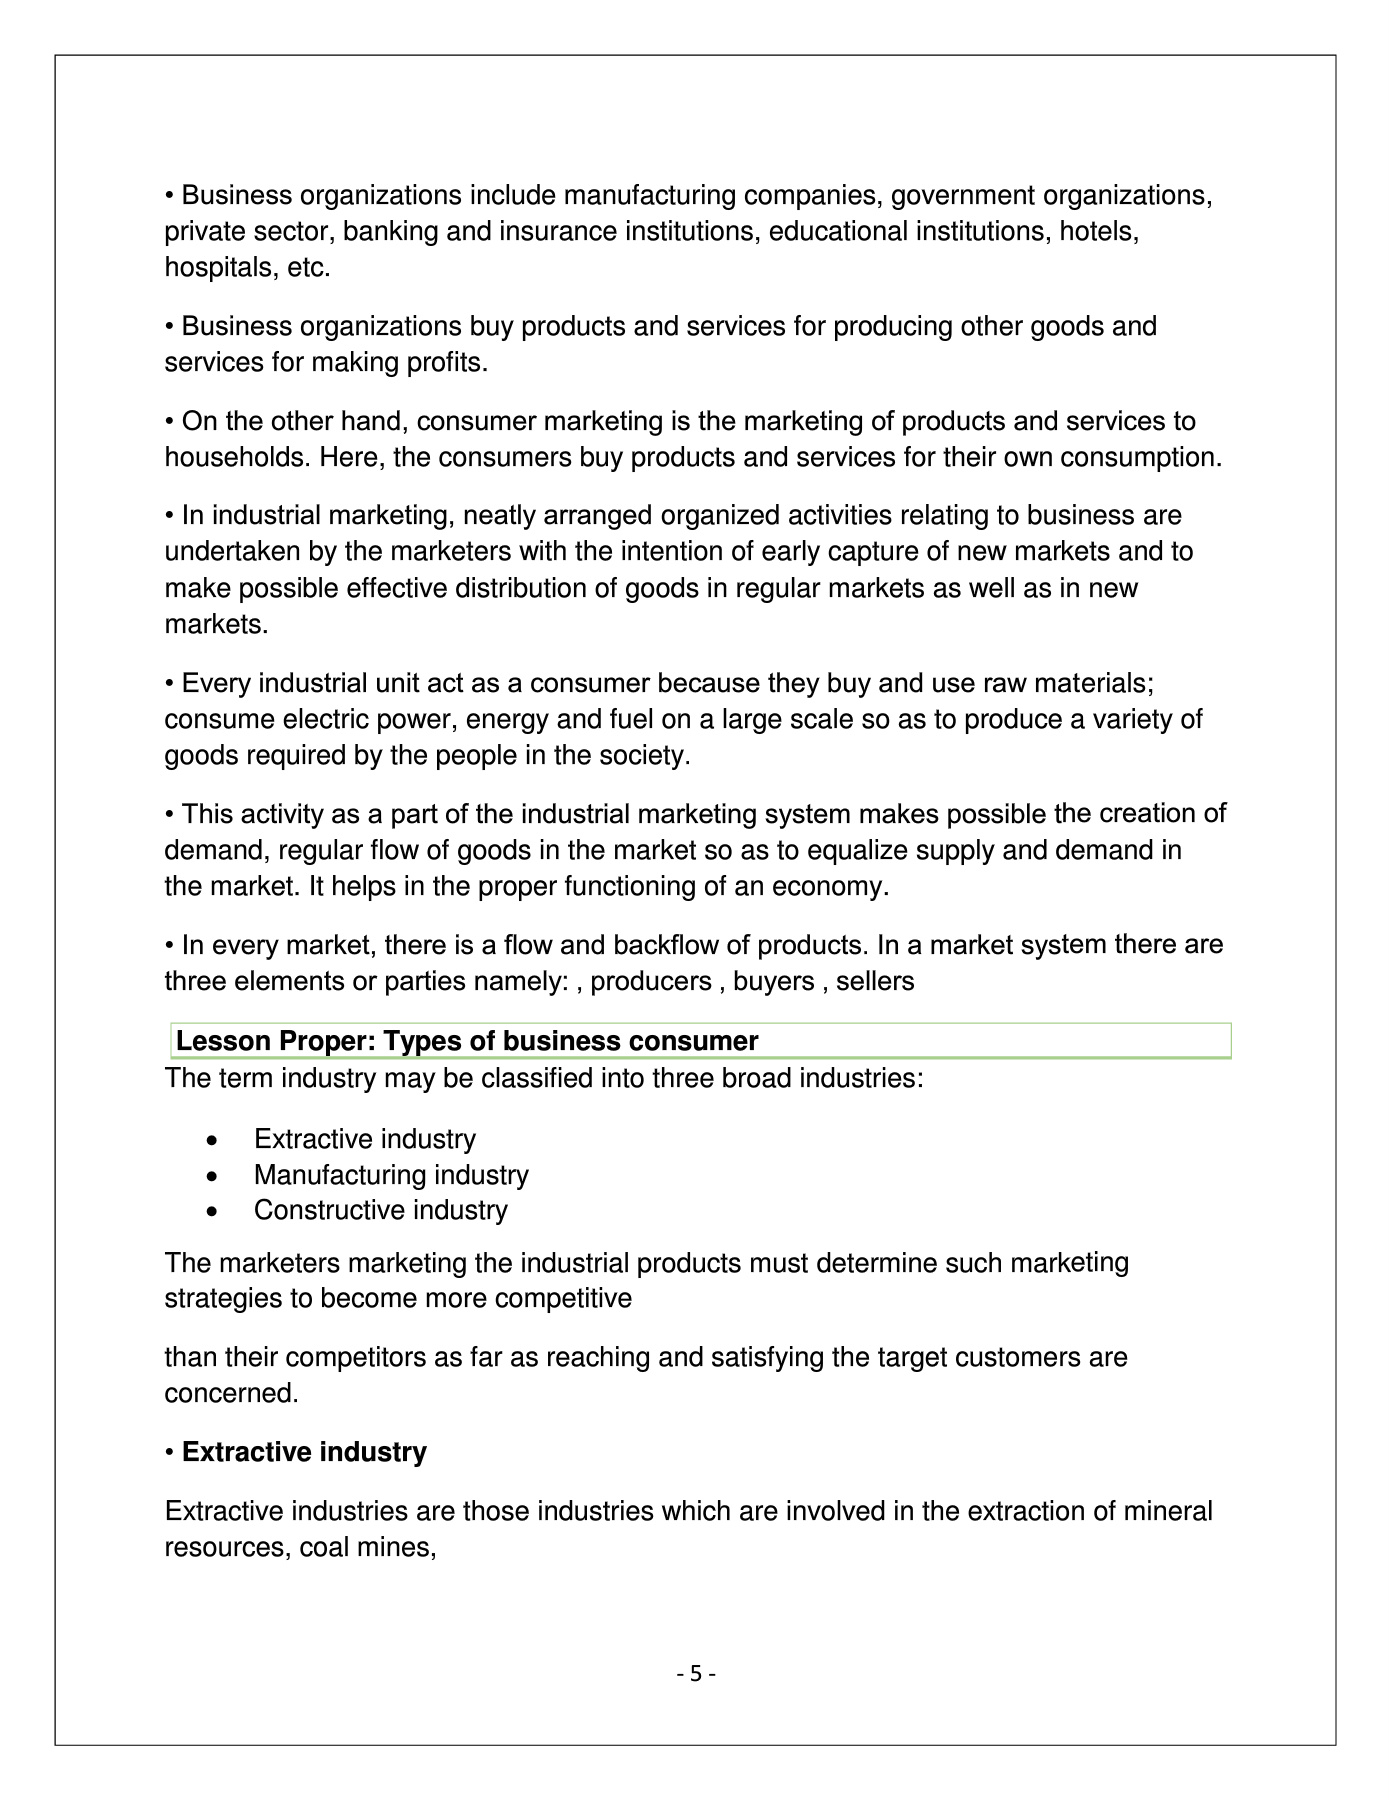 • Business organizations include manufacturing companies, government organizations,
private sector, banking and insurance institutions, educational institutions, hotels,
hospitals, etc.
• Business organizations buy products and services for producing other goods and
services for making profits.
• On the other hand, consumer marketing is the marketing of products and services to
households. Here, the consumers buy products and services for their own consumption.
• In industrial marketing, neatly arranged organized activities relating to business are
undertaken by the marketers with the intention of early capture of new markets and to
make possible effective distribution of goods in regular markets as well as in new
markets.
• Every industrial unit act as a consumer because they buy and use raw materials;
consume electric power, energy and fuel on a large scale so as to produce a variety of
goods required by the people in the society.
• This activity as a part of the industrial marketing system makes possible the creation of
demand, regular flow of goods in the market so as to equalize supply and demand in
the market. It helps in the proper functioning of an economy.
• In every market, there is a flow and backflow of products. In a market system there are
three elements or parties namely: , producers , buyers , sellers
Lesson Proper: Types of business consumer
The term industry may be classified into three broad industries:
• Extractive industry
• Manufacturing industry
• Constructive industry
The marketers marketing the industrial products must determine such marketing
strategies to become more competitive
than their competitors as far as reaching and satisfying the target customers are
concerned.
• Extractive industry
Extractive industries are those industries which are involved in the extraction of mineral
resources, coal mines,
- 5 -